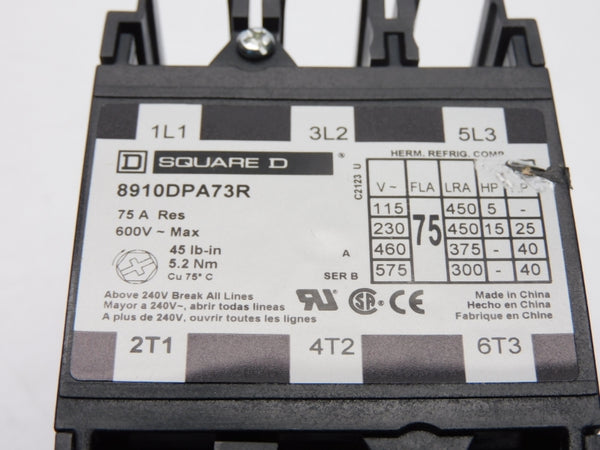 1L1 3L2 5L3
D SQUARE D ®
HERM. REFRIG. COMP.
8910DPA73R
75 A Res
600V ~ Max
45 lb-in
5.2 Nm
Cu 75° C
A
SER B
C2123 U
V~ FLA LRA HP
115 75 450 5 -
230 450 15 25
460 375 - 40
575 300 - 40
Above 240V Break All Lines
Mayor a 240V~, abrir todas lineas
A plus de 240V, ouvrir toutes les lignes
UR SA ® CE
Made in China
Hecho en China
Fabrique en Chine
2T1 4T2 6T3